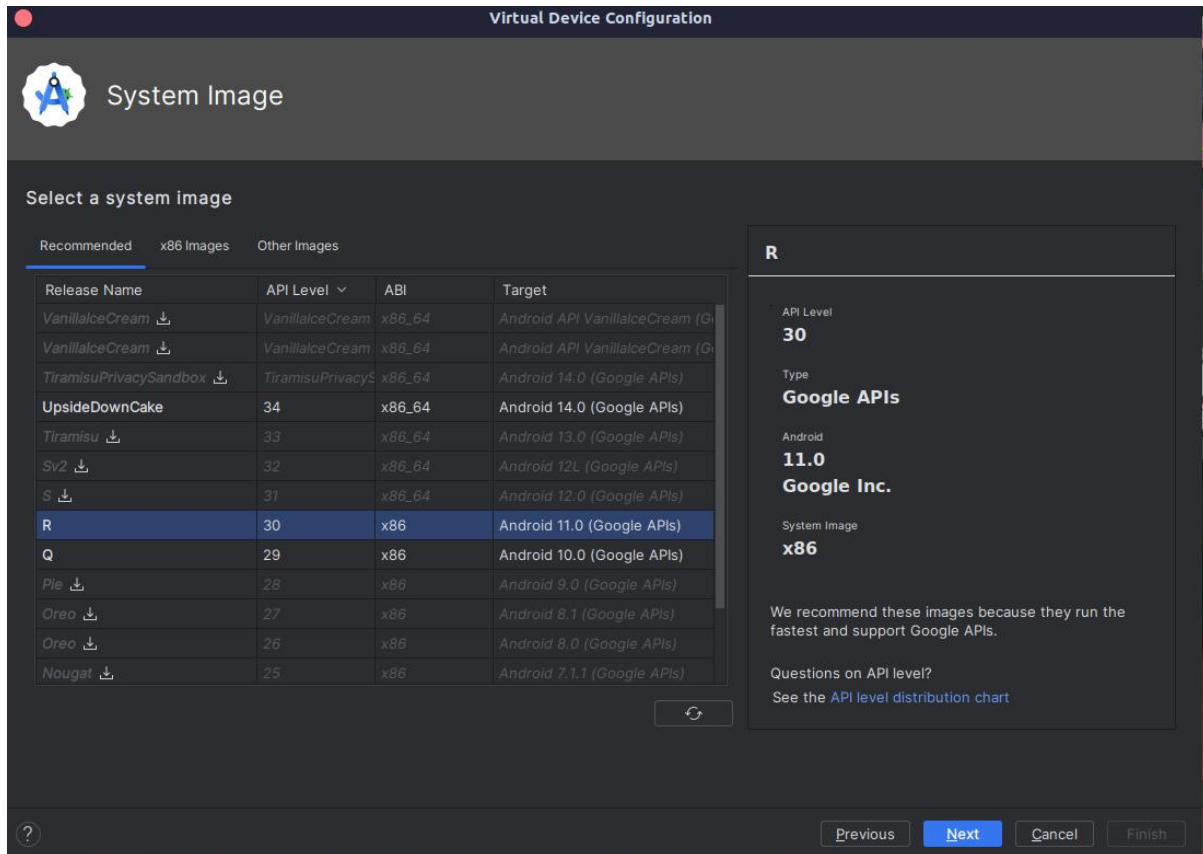 Virtual Device Configuration
System Image
Select a system image
Recommended x86 Images Other Images
Release Name API Level ABI Target
VanillaIceCream VanillaIceCream x86_64 Android API VanillaIceCream (G
VanillaIceCream VanillaIceCream x86_64 Android API VanillaIceCream (G
TiramisuPrivacySandbox TiramisuPrivacyS x86_64 Android 14.0 (Google APIs)
UpsideDownCake 34 x86_64 Android 14.0 (Google APIs)
Tiramisu 33 x86_64 Android 13.0 (Google APIs)
Sv2 32 x86_64 Android 12L (Google APIs)
S 31 x86_64 Android 12.0 (Google APIs)
R 30 x86 Android 11.0 (Google APIs)
Q 29 x86 Android 10.0 (Google APIs)
Pie 28 x86 Android 9.0 (Google APIs)
Oreo 27 x86 Android 8.1 (Google APIs)
Oreo 26 x86 Android 8.0 (Google APIs)
Nougat 25 x86 Android 7.1.1 (Google APIs)
R
API Level
30
Type
Google APIs
Android
11.0
Google Inc.
System Image
x86
We recommend these images because they run the
fastest and support Google APIs.
Questions on API level?
See the API level distribution chart
? Previous Next Cancel Finish